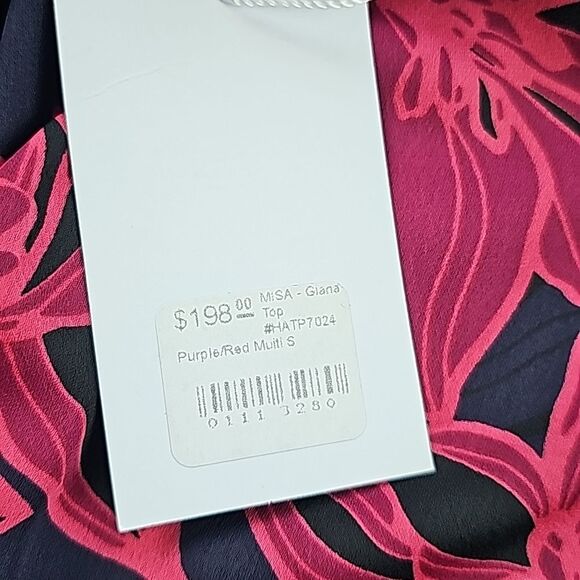 $198.00 MISA - Giana
Top
#HATP7024
Purple/Red Multi S
0111 3280